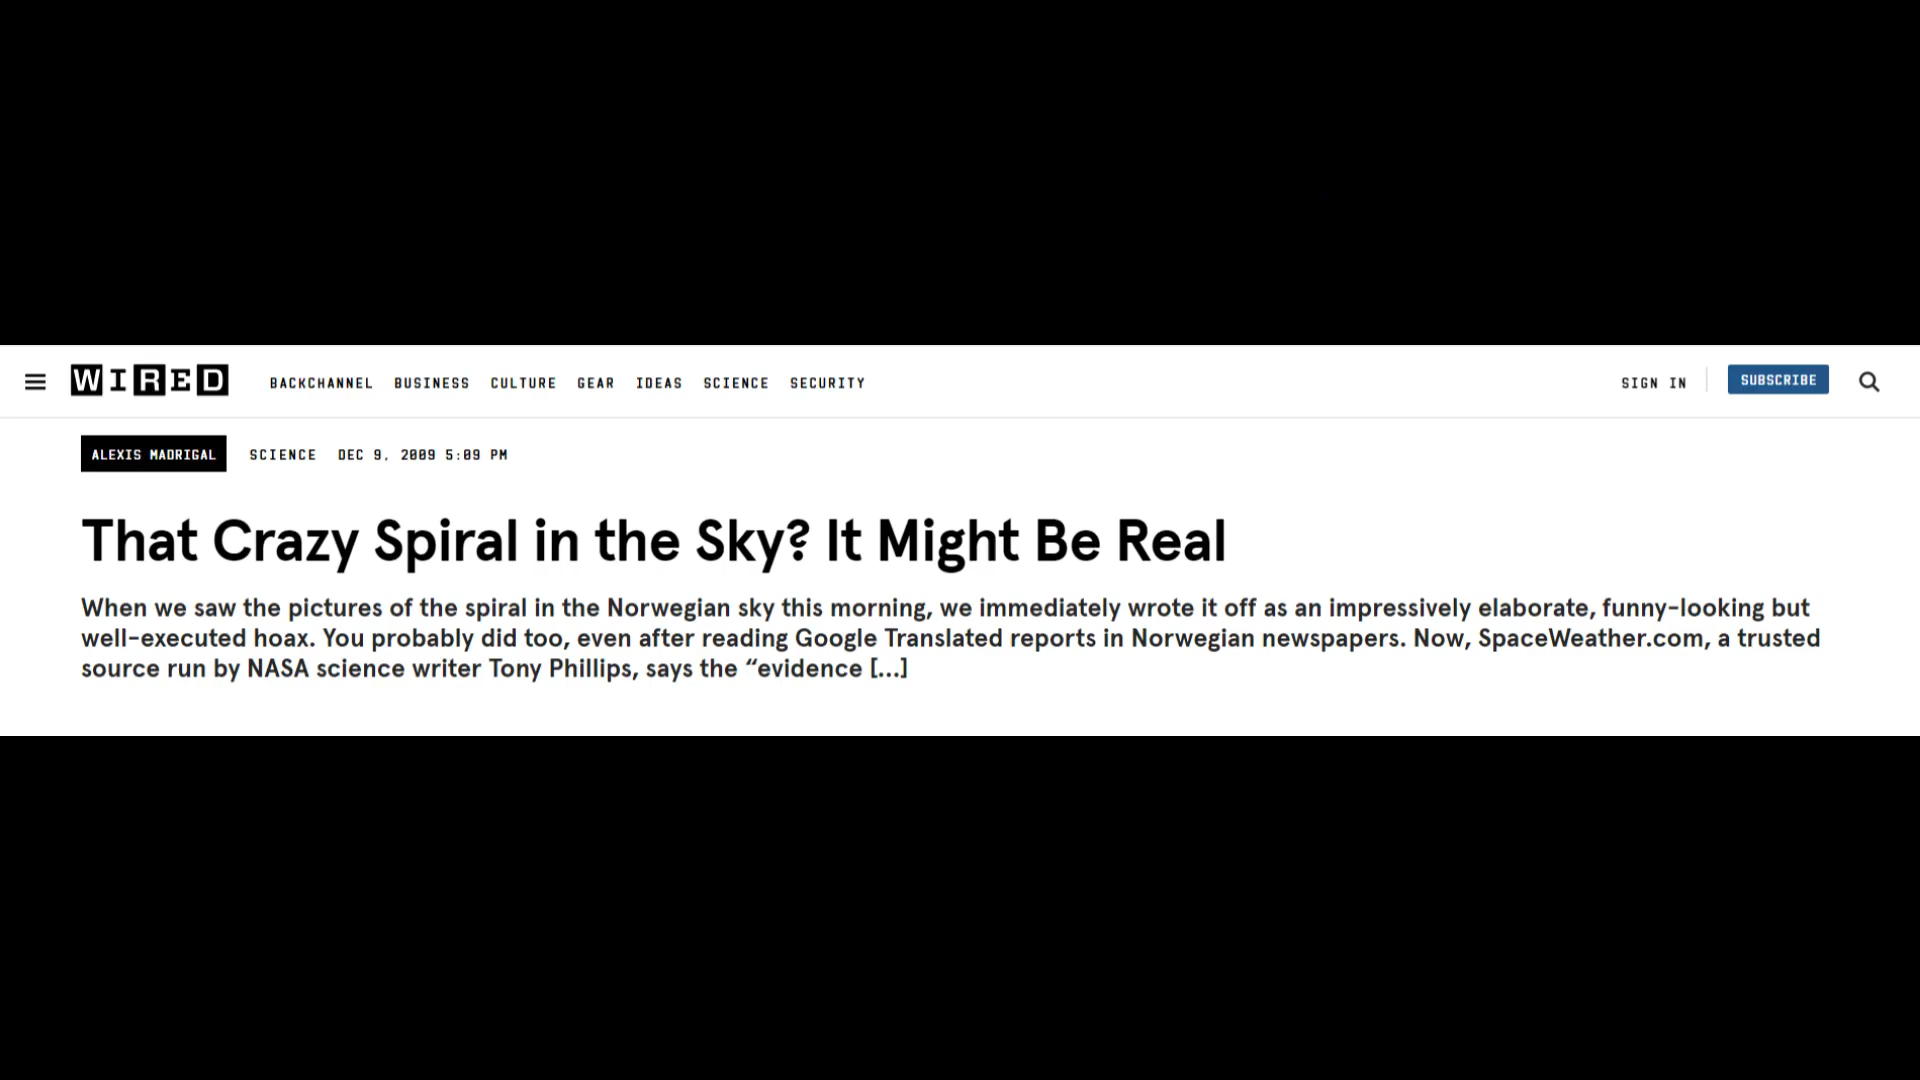 WIRED BACKCHANNEL BUSINESS CULTURE GEAR IDEAS SCIENCE SECURITY SIGN IN SUBSCRIBE
ALEXIS MADRIGAL SCIENCE DEC 9, 2009 5:09 PM
That Crazy Spiral in the Sky? It Might Be Real
When we saw the pictures of the spiral in the Norwegian sky this morning, we immediately wrote it off as an impressively elaborate, funny-looking but
well-executed hoax. You probably did too, even after reading Google Translated reports in Norwegian newspapers. Now, SpaceWeather.com, a trusted
source run by NASA science writer Tony Phillips, says the “evidence [...]